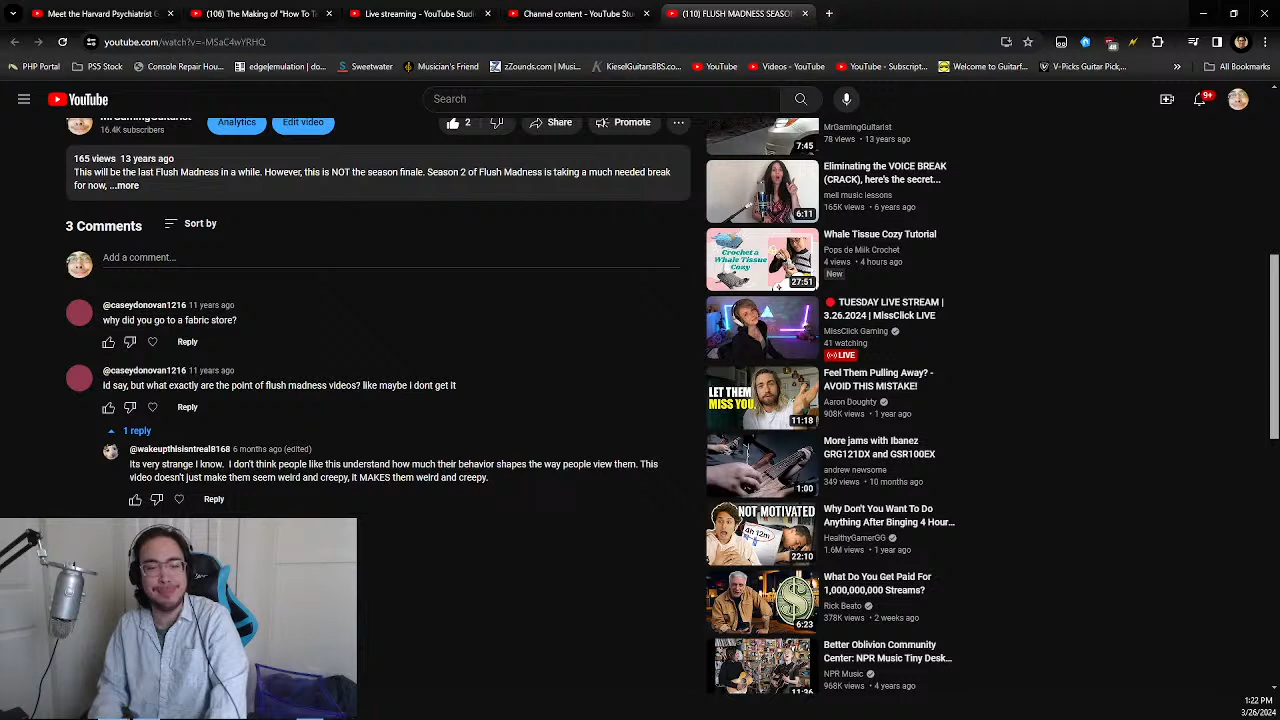 Meet the Harvard Psychiatrist G
(106) The Making of "How To T
Live streaming - YouTube Studi
Channel content - YouTube Stu
(110) FLUSH MADNESS SEASO
youtube.com/watch?v=-MSaC4wYRHQ
48
PHP Portal
PS5 Stock
Console Repair Hou...
edgelemulation | do...
Sweetwater
Musician's Friend
zZounds.com | Musi...
KieselGuitarsBBS.co...
YouTube
Videos - YouTube
YouTube - Subscript...
Welcome to Guitarf...
V-Picks Guitar Pick,...
All Bookmarks
YouTube
Search
9+
16.4K subscribers
Analytics
Edit video
2
Share
Promote
165 views 13 years ago
This will be the last Flush Madness in a while. However, this is NOT the season finale. Season 2 of Flush Madness is taking a much needed break
for now, ...more
3 Comments
Sort by
Add a comment...
@caseydonovan1216 11 years ago
why did you go to a fabric store?
Reply
@caseydonovan1216 11 years ago
id say, but what exactly are the point of flush madness videos? like maybe i dont get it
Reply
1 reply
@wakeupthisisntreal8168 6 months ago (edited)
Its very strange I know. I don't think people like this understand how much their behavior shapes the way people view them. This
video doesn't just make them seem weird and creepy, it MAKES them weird and creepy.
Reply
7:45
MrGamingGuitarist
78 views • 13 years ago
6:11
Eliminating the VOICE BREAK
(CRACK), here's the secret...
mell music lessons
165K views • 6 years ago
Crochet a
Whale Tissue
Cozy
27:51
Whale Tissue Cozy Tutorial
Pops de Milk Crochet
4 views • 4 hours ago
New
TUESDAY LIVE STREAM |
3.26.2024 | MissClick LIVE
MissClick Gaming
41 watching
LIVE
LET THEM
MISS YOU.
11:18
Feel Them Pulling Away? -
AVOID THIS MISTAKE!
Aaron Doughty
908K views • 1 year ago
1:00
More jams with Ibanez
GRG121DX and GSR100EX
andrew newsome
349 views • 10 months ago
NOT MOTIVATED
4h 12m
22:10
Why Don't You Want To Do
Anything After Binging 4 Hour...
HealthyGamerGG
1.6M views • 1 year ago
6:23
What Do You Get Paid For
1,000,000,000 Streams?
Rick Beato
378K views • 2 weeks ago
11:36
Better Oblivion Community
Center: NPR Music Tiny Desk...
NPR Music
968K views • 4 years ago
1:22 PM
3/26/2024